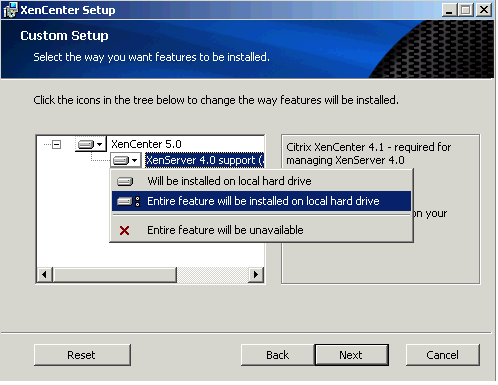 XenCenter Setup
Custom Setup
Select the way you want features to be installed.
Click the icons in the tree below to change the way features will be installed.
XenCenter 5.0
XenServer 4.0 support (
Citrix XenCenter 4.1 - required for
managing XenServer 4.0
Will be installed on local hard drive
Entire feature will be installed on local hard drive
on your
Entire feature will be unavailable
Reset
Back
Next
Cancel